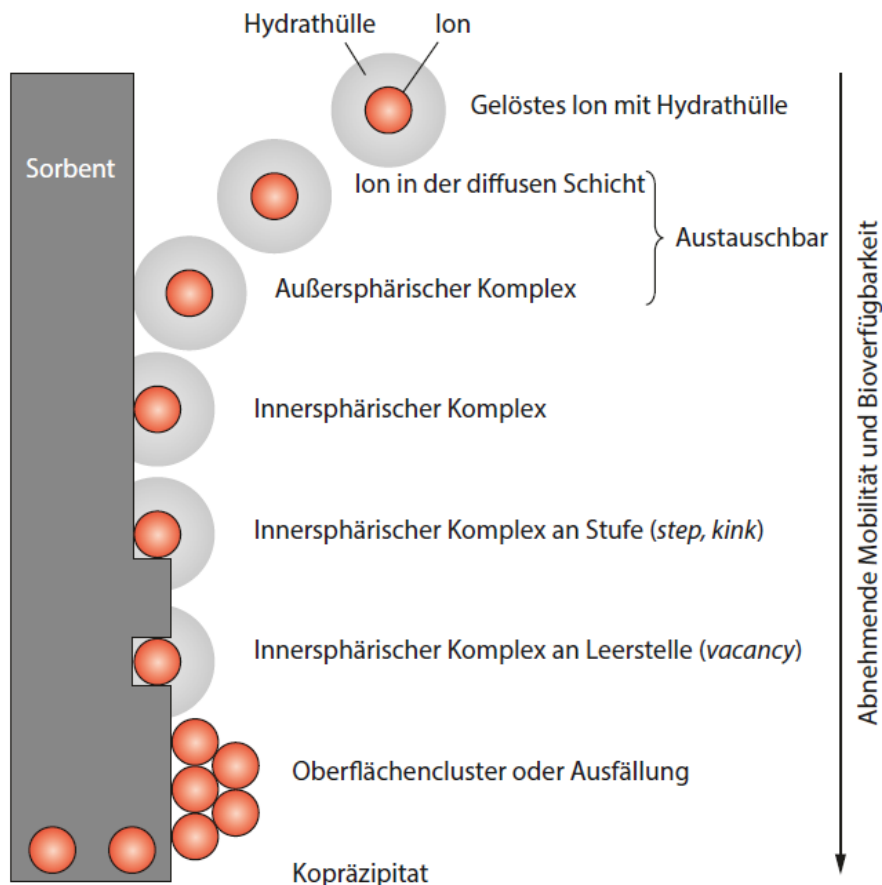 Hydrathülle
Ion
Gelöstes Ion mit Hydrathülle
Sorbent
Ion in der diffusen Schicht
Austauschbar
Außersphärischer Komplex
Innersphärischer Komplex
Innersphärischer Komplex an Stufe (step, kink)
Innersphärischer Komplex an Leerstelle (vacancy)
Oberflächencluster oder Ausfällung
Kopräzipitat
Abnehmende Mobilität und Bioverfügbarkeit